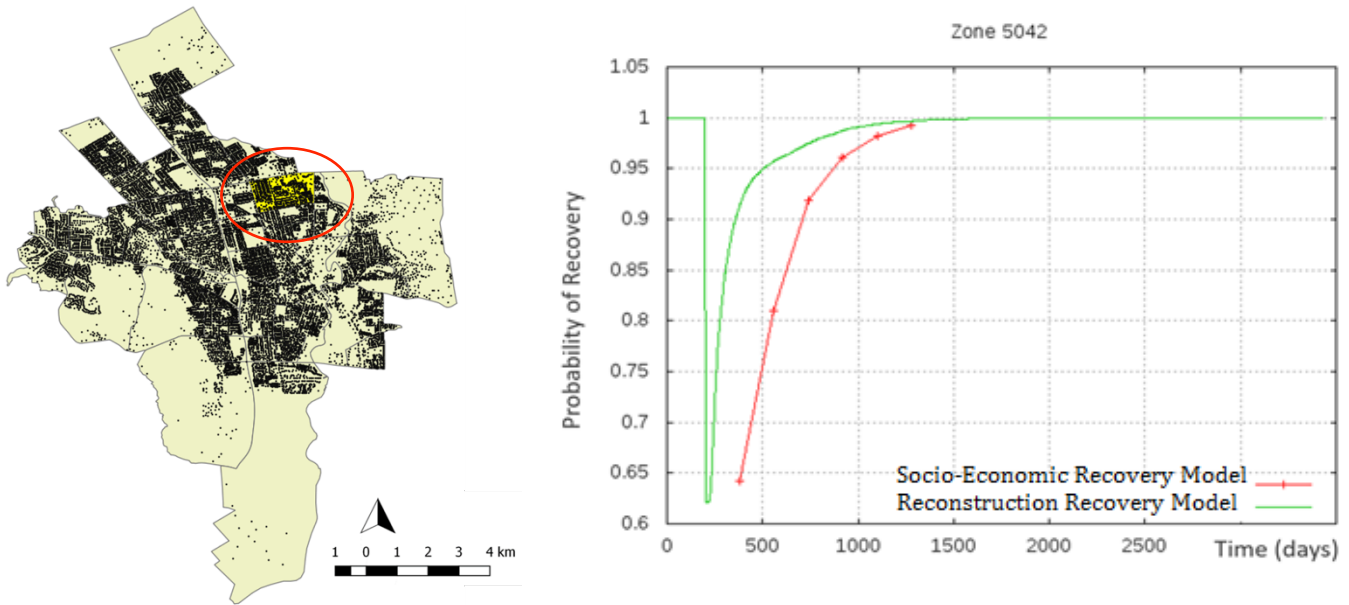 Zone 5042
1.05
1
0.95
0.9
0.85
0.8
0.75
0.7
0.65
0.6
Probability of Recovery
Socio-Economic Recovery Model
Reconstruction Recovery Model
0 500 1000 1500 2000 2500 Time (days)
1 0 1 2 3 4 km